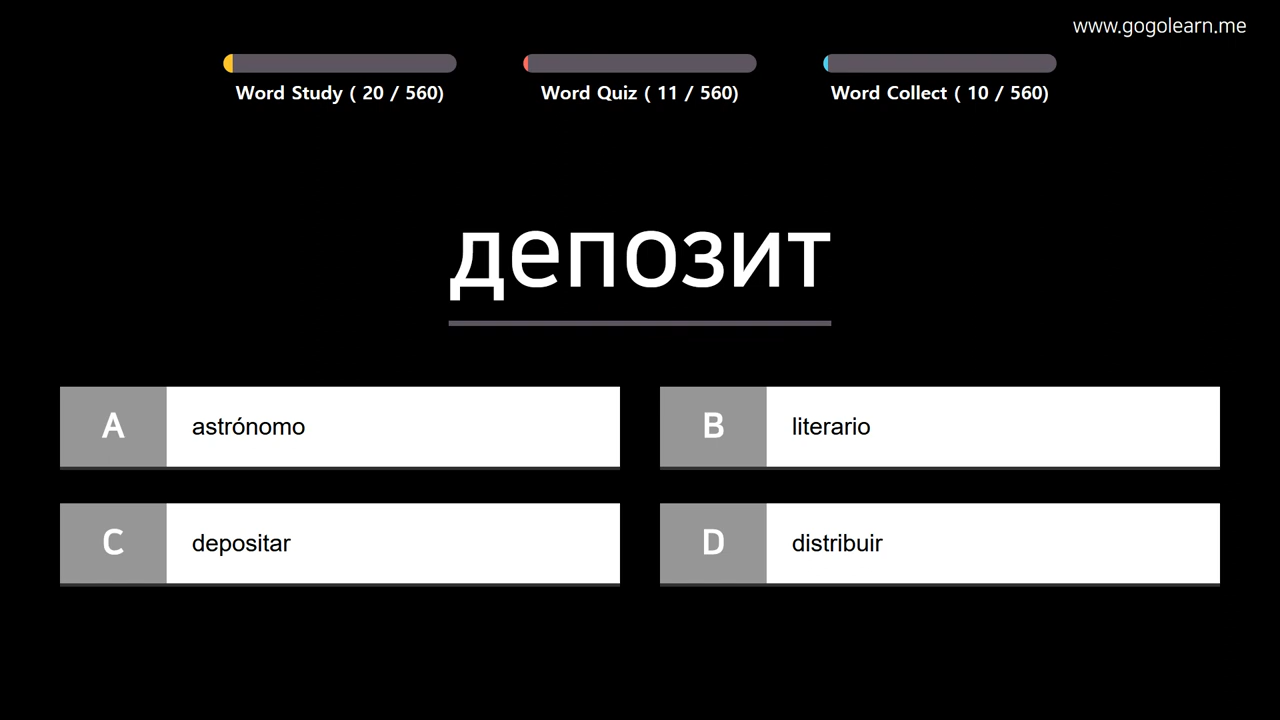 www.gogolearn.me
Word Study ( 20 / 560)
Word Quiz ( 11 / 560)
Word Collect ( 10 / 560)
депозит
A astrónomo
B literario
C depositar
D distribuir